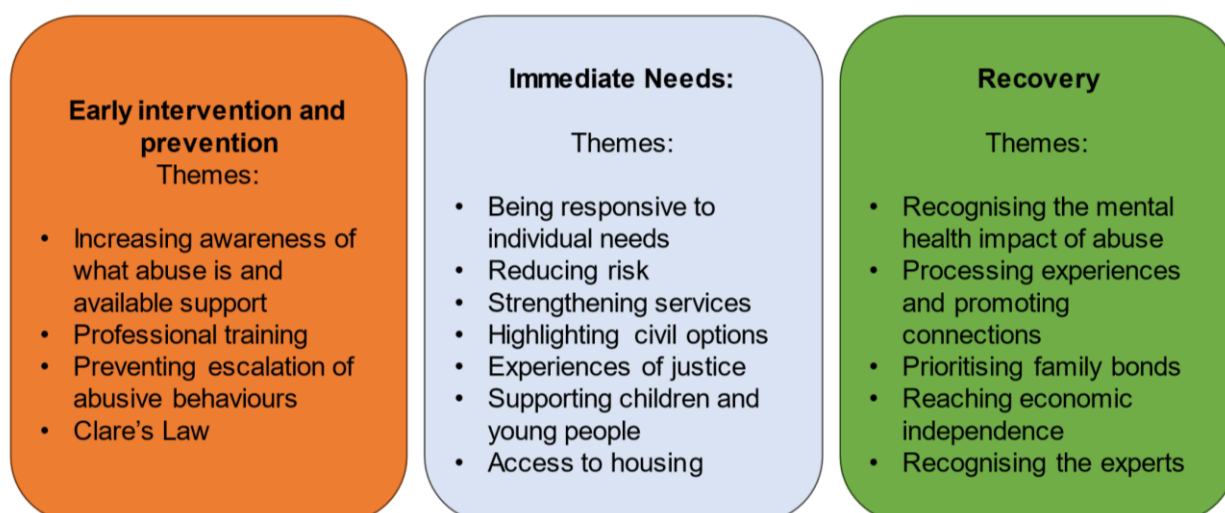 Early intervention and
prevention
Themes:
• Increasing awareness of
what abuse is and
available support
• Professional training
• Preventing escalation of
abusive behaviours
• Clare’s Law
Immediate Needs:
Themes:
• Being responsive to
individual needs
• Reducing risk
• Strengthening services
• Highlighting civil options
• Experiences of justice
• Supporting children and
young people
• Access to housing
Recovery
Themes:
• Recognising the mental
health impact of abuse
• Processing experiences
and promoting
connections
• Prioritising family bonds
• Reaching economic
independence
• Recognising the experts